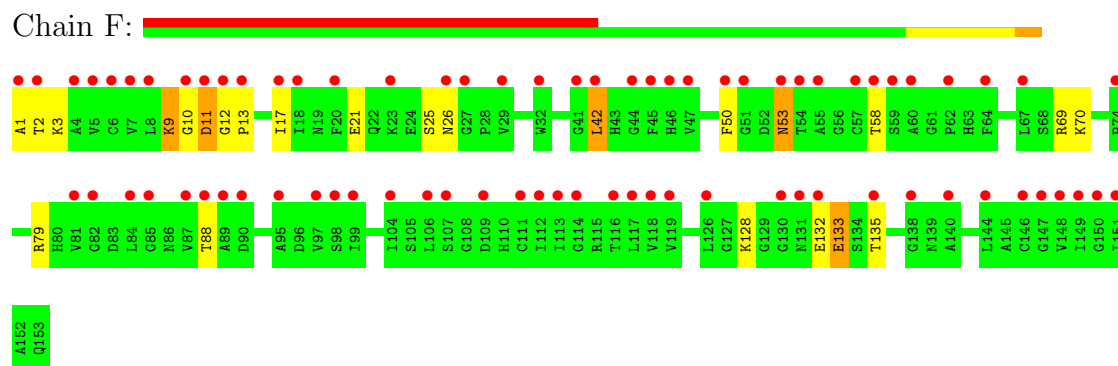 Chain F:
A1 T2 K3 A4 V5 C6 V7 L8 K9 G10 D11 G12 P13 I17 I18 N19 F20 E21 Q22 K23 E24 S25 N26 G27 P28 V29 W32 G41 L42 H43 G44 F45 H46 V47 F50 G51 D52 N53 T54 A55 G56 C57 T58 S59 A60 G61 P62 H63 F64 L67 S68 R69 K70
R79 H80 V81 G82 D83 L84 G85 N86 V87 T88 A89 D90 A95 D96 V97 S98 I99 I104 S105 L106 S107 G108 D109 H110 C111 I112 I113 G114 R115 T116 L117 V118 V119 L126 G127 K128 G129 G130 N131 E132 E133 S134 T135 G138 N139 A140 L144 A145 C146 G147 V148 I149 G150 I151
A152 Q153